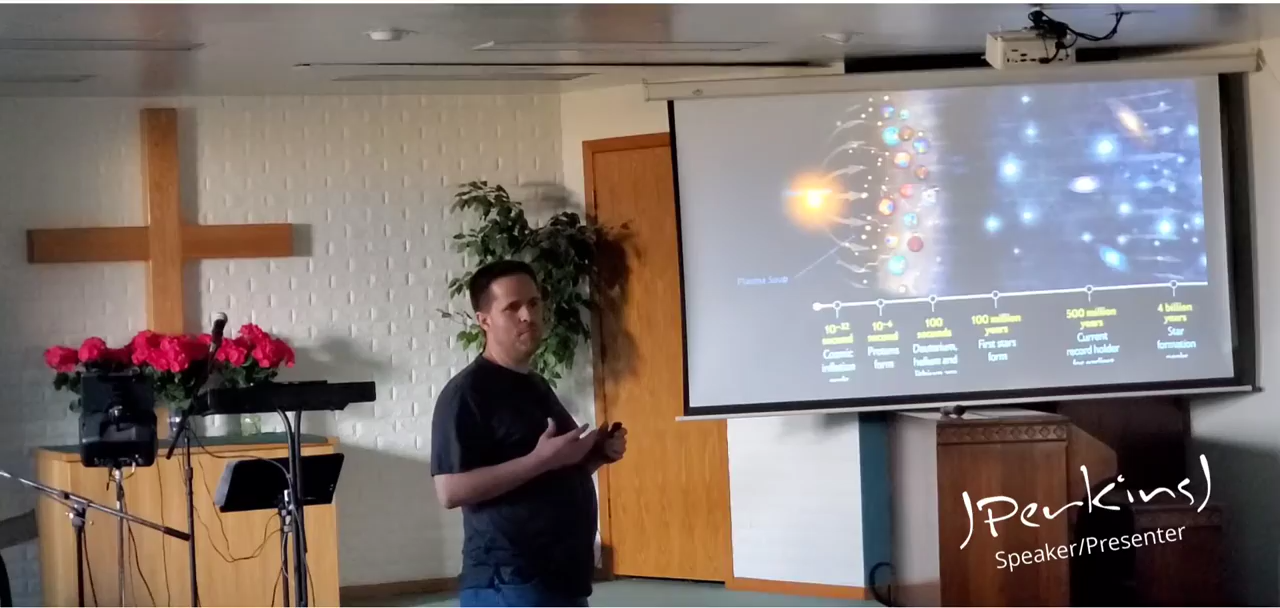 Plasma Soup
10⁻³² second
Cosmic inflation
10⁻⁶ second
Protons form
100 seconds
Deuterium, helium and
100 million years
First stars form
500 million years
Current record holder
4 billion years
Star formation
JPerkins
Speaker/Presenter